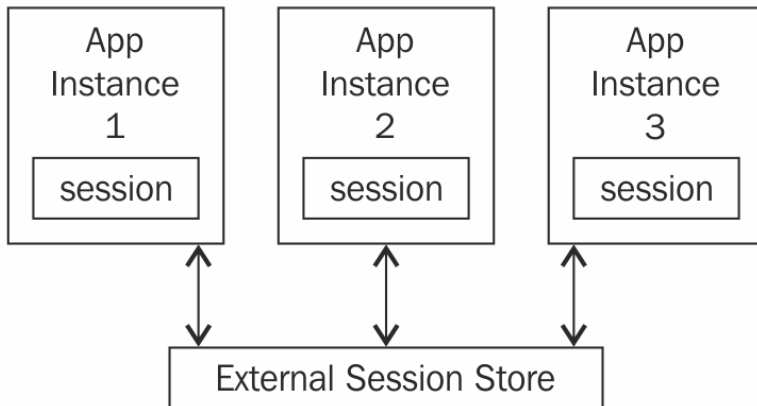 App
Instance
1
session
App
Instance
2
session
App
Instance
3
session
External Session Store